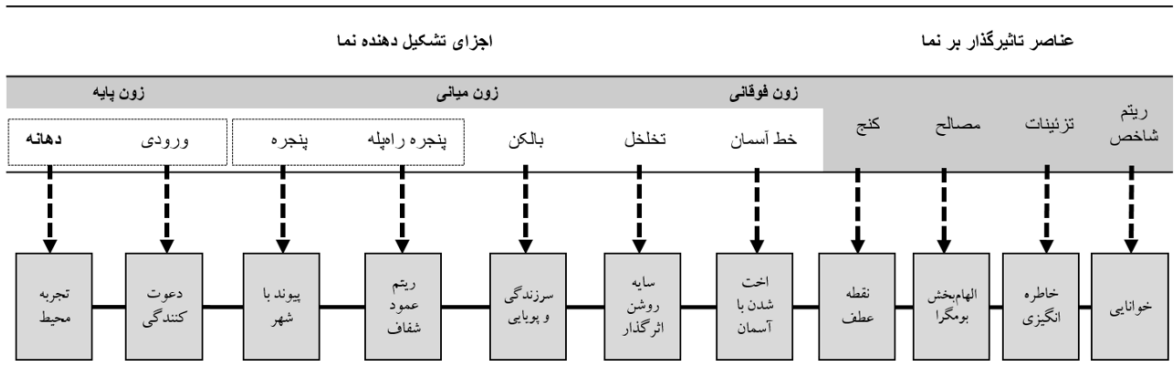 عناصر تاثیرگذار بر نما
اجزای تشکیل دهنده نما
زون فوقانی
زون میانی
زون پایه
ریتم
شاخص
تزئینات
مصالح
کنج
خط آسمان
تخلخل
بالکن
پنجره راه‌پله
پنجره
ورودی
دهانه
خوانایی
خاطره
انگیزی
الهام‌بخش
بومگرا
نقطه
عطف
اخت
شدن با
آسمان
سایه
روشن
اثرگذار
سرزندگی
و پویایی
ریتم
عمود
شفاف
پیوند با
شهر
دعوت
کنندگی
تجربه
محیط